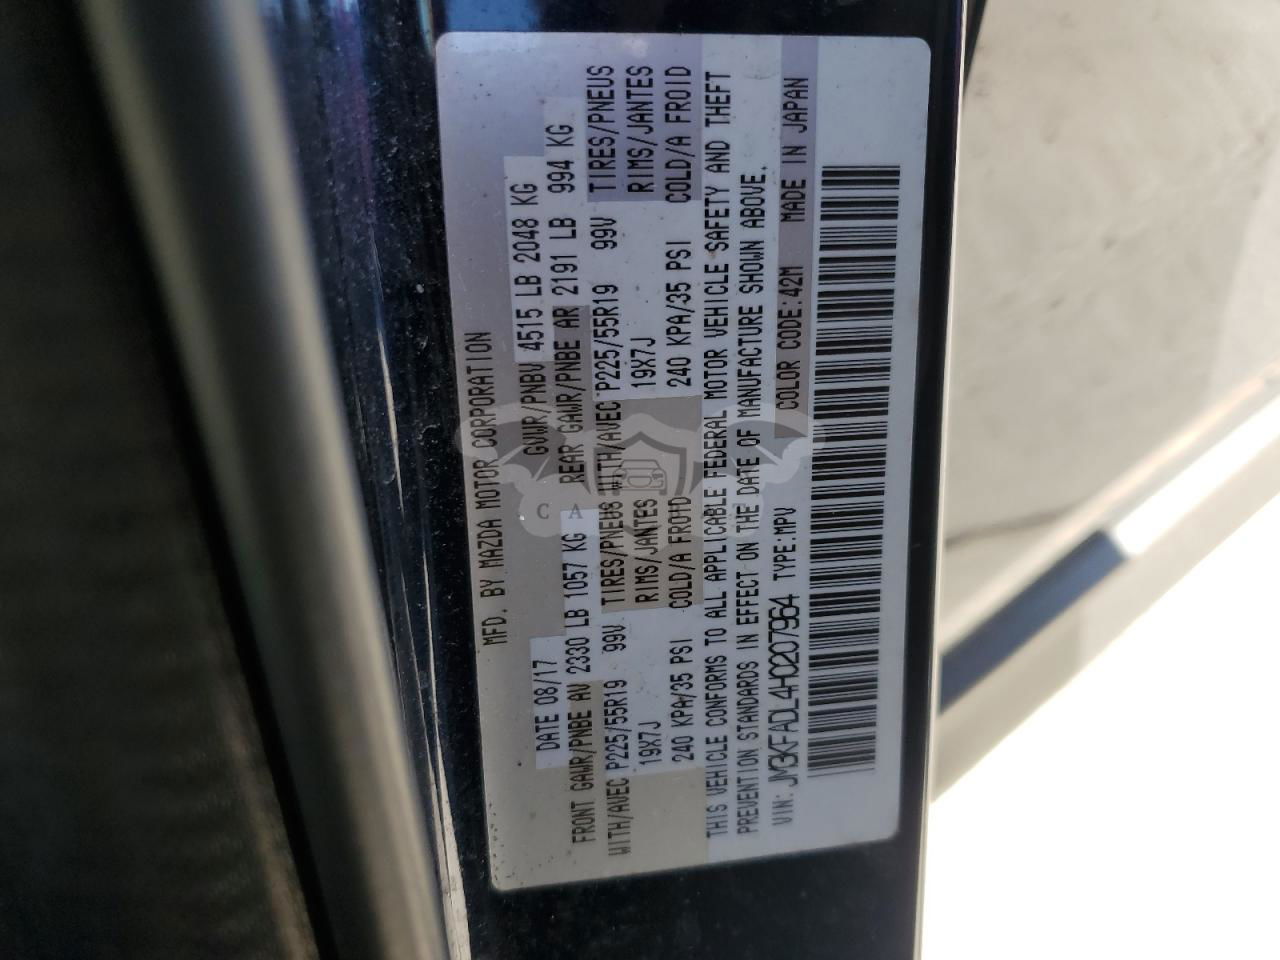 MFD. BY MAZDA MOTOR CORPORATION
DATE 08/17 GVWR/PNBV 4515 LB 2048 KG
FRONT GAWR/PNBE AV 2330 LB 1057 KG REAR GAWR/PNBE AR 2191 LB 994 KG
WITH/AVEC P225/55R19 99V TIRES/PNEUS WITH/AVEC P225/55R19 99V TIRES/PNEUS
19X7J RIMS/JANTES 19X7J RIMS/JANTES
240 KPA/35 PSI COLD/A FROID 240 KPA/35 PSI COLD/A FROID
THIS VEHICLE CONFORMS TO ALL APPLICABLE FEDERAL MOTOR VEHICLE SAFETY AND THEFT
PREVENTION STANDARDS IN EFFECT ON THE DATE OF MANUFACTURE SHOWN ABOVE.
VIN: JM3KFADL4H0207964 TYPE:MPV COLOR CODE:42M MADE IN JAPAN